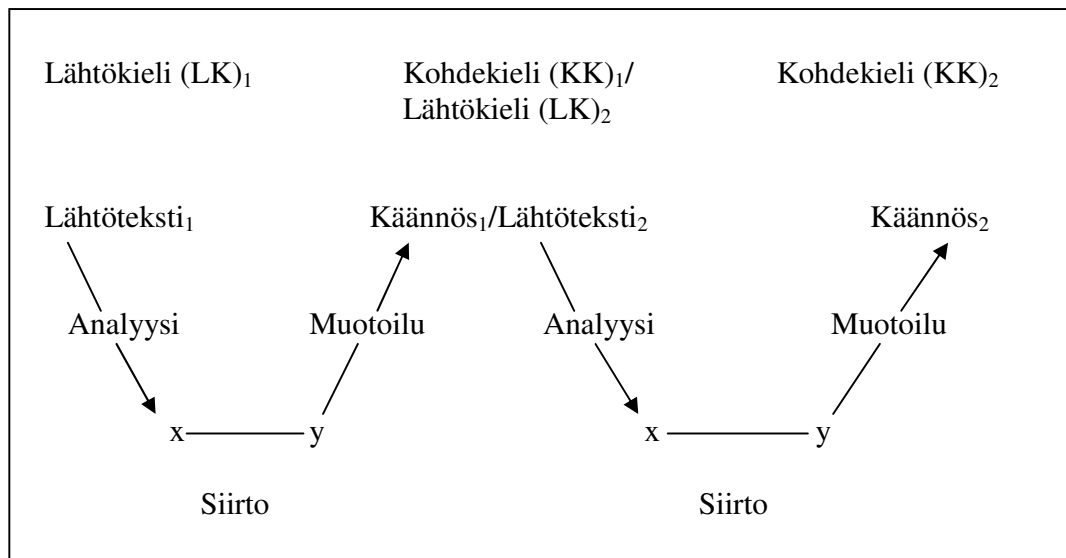 Lähtökieli (LK)₁ Kohdekieli (KK)₁/ Kohdekieli (KK)₂
Lähtökieli (LK)₂
Lähtöteksti₁ Käännös₁/Lähtöteksti₂ Käännös₂
Analyysi Muotoilu Analyysi Muotoilu
x y x y
Siirto Siirto